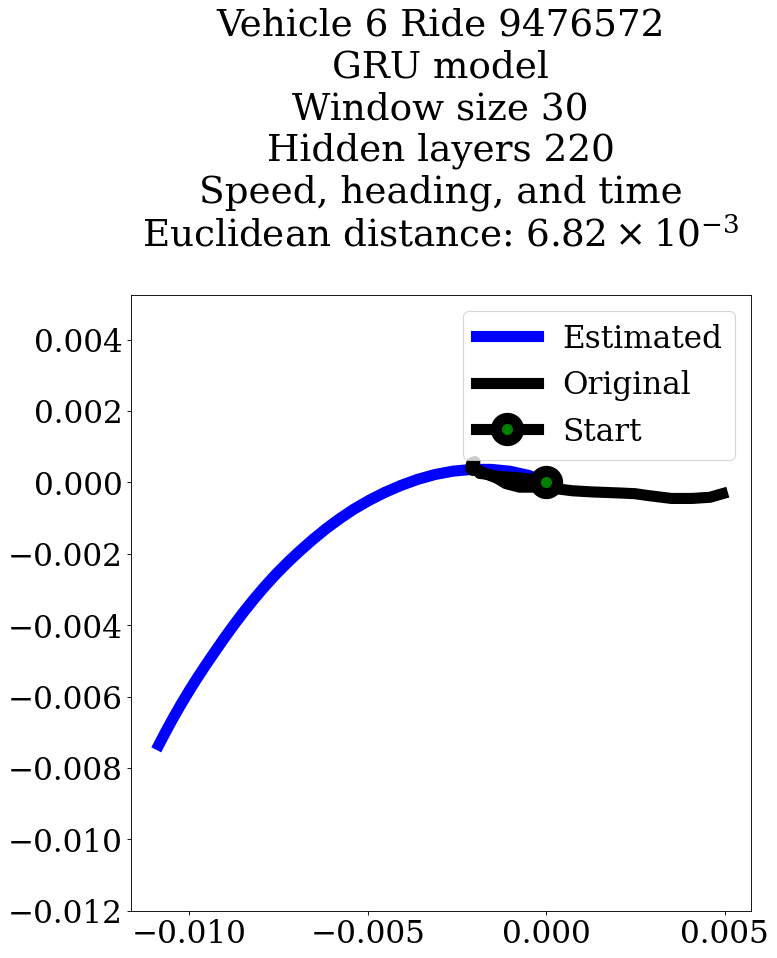 Vehicle 6 Ride 9476572
GRU model
Window size 30
Hidden layers 220
Speed, heading, and time
Euclidean distance: 6.82 × 10⁻³
Estimated
Original
Start
0.004
0.002
0.000
−0.002
−0.004
−0.006
−0.008
−0.010
−0.012
−0.010 −0.005 0.000 0.005